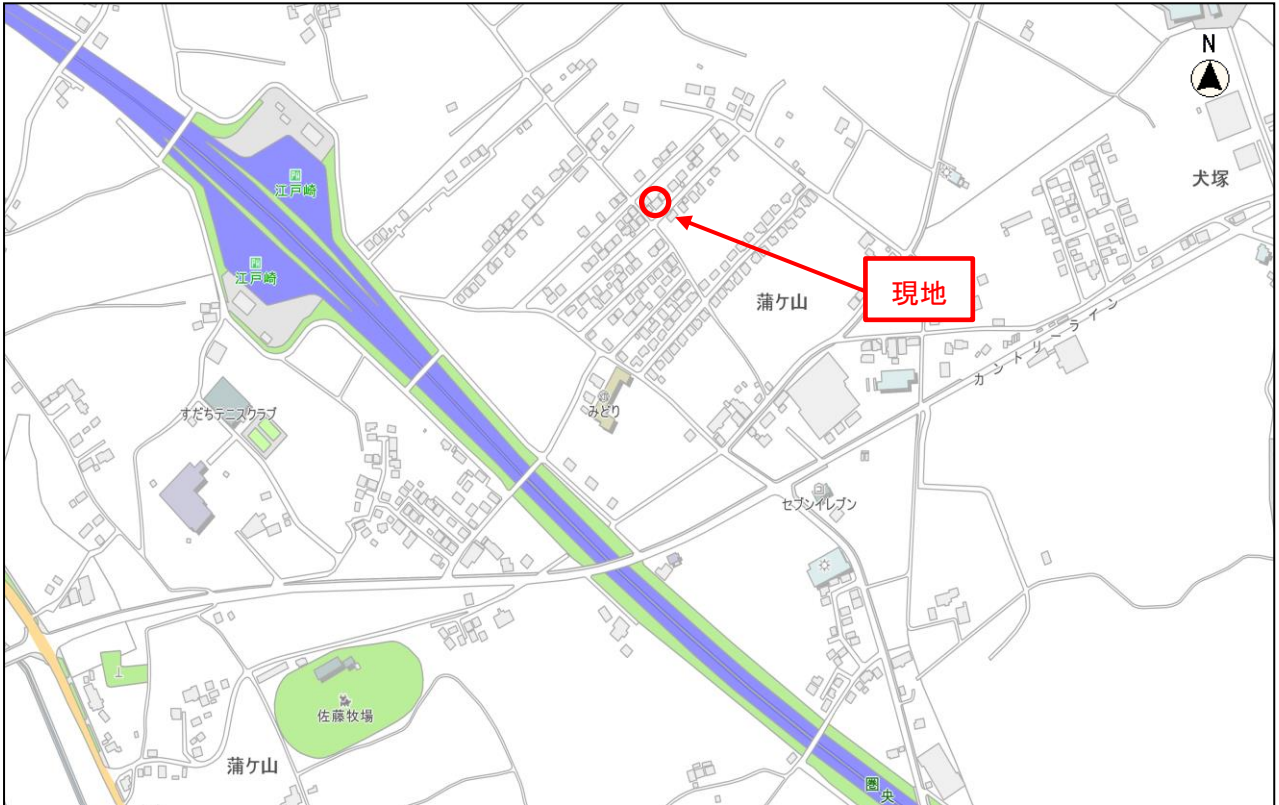 N
犬塚
江戸崎
江戸崎
現地
蒲ケ山
カントリーライン
すだちテニスクラブ
みどり
セブンイレブン
佐藤牧場
蒲ケ山
圏央